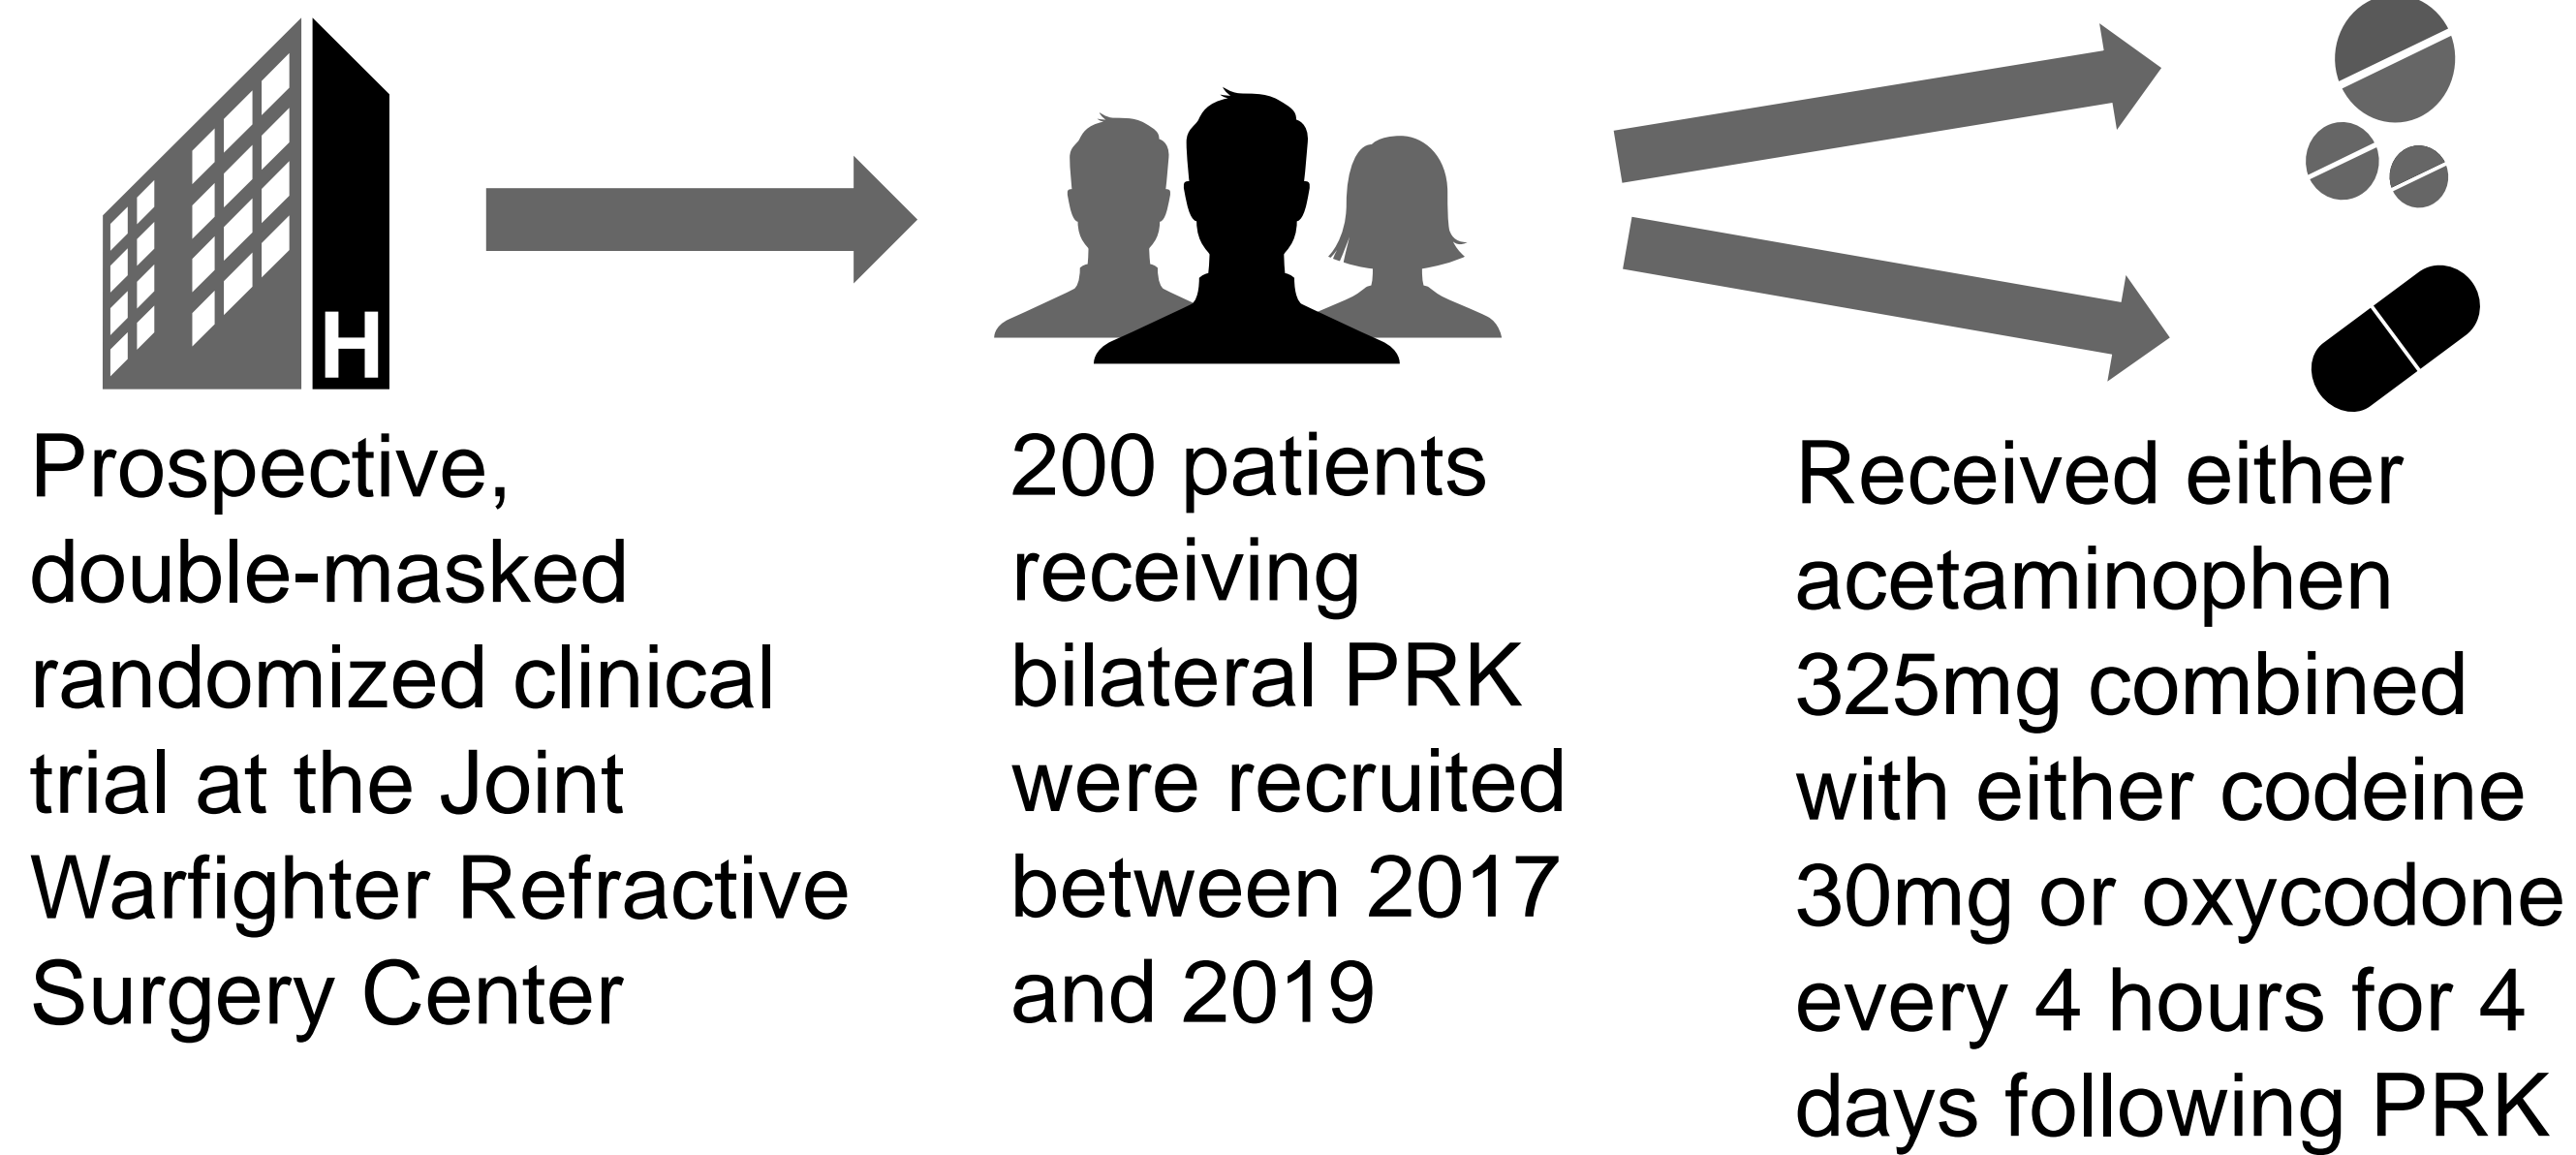 H
Prospective,
double-masked
randomized clinical
trial at the Joint
Warfighter Refractive
Surgery Center
200 patients
receiving
bilateral PRK
were recruited
between 2017
and 2019
Received either
acetaminophen
325mg combined
with either codeine
30mg or oxycodone
every 4 hours for 4
days following PRK